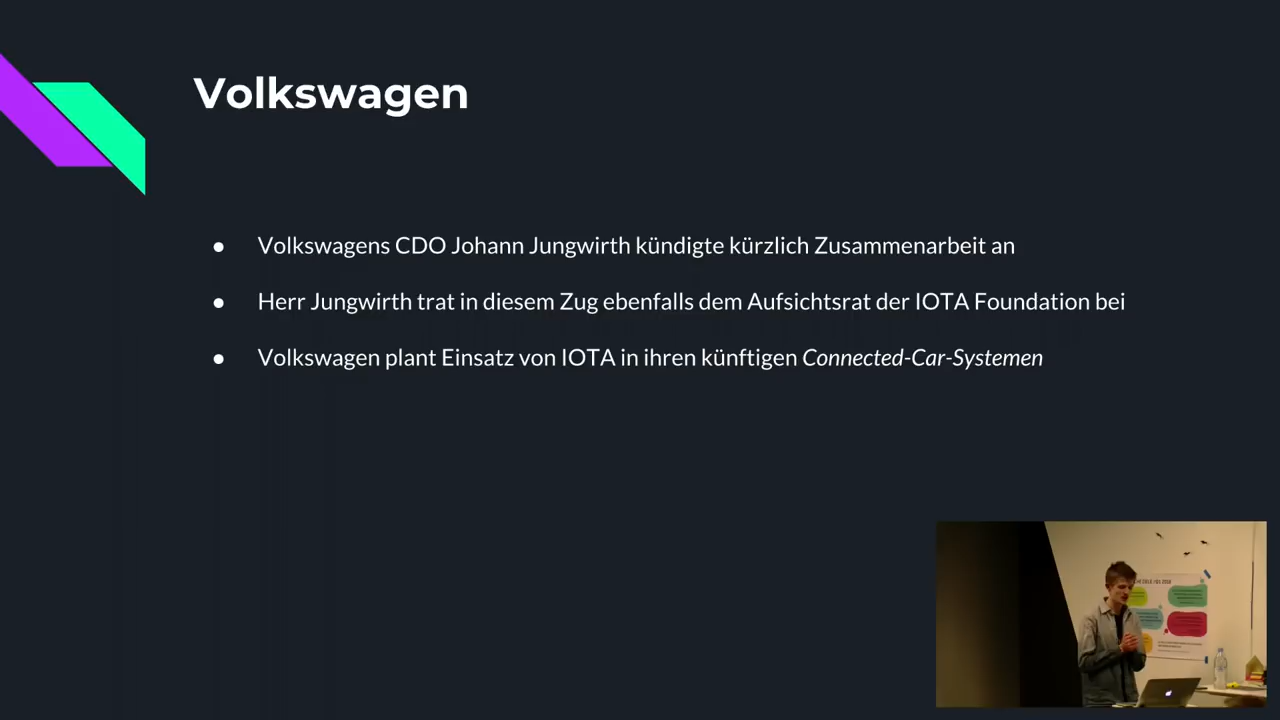 Volkswagen
● Volkswagens CDO Johann Jungwirth kündigte kürzlich Zusammenarbeit an
● Herr Jungwirth trat in diesem Zug ebenfalls dem Aufsichtsrat der IOTA Foundation bei
● Volkswagen plant Einsatz von IOTA in ihren künftigen Connected-Car-Systemen